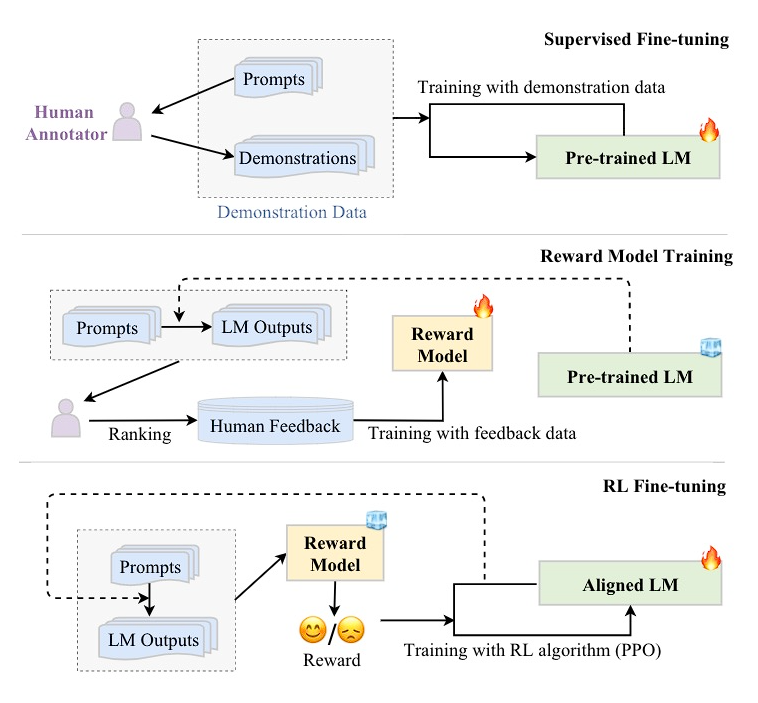 Supervised Fine-tuning
Prompts
Training with demonstration data
Human
Annotator
Demonstrations
Pre-trained LM
Demonstration Data
Reward Model Training
Prompts
LM Outputs
Reward
Model
Pre-trained LM
Ranking
Human Feedback
Training with feedback data
RL Fine-tuning
Prompts
Reward
Model
Aligned LM
LM Outputs
/
Reward
Training with RL algorithm (PPO)